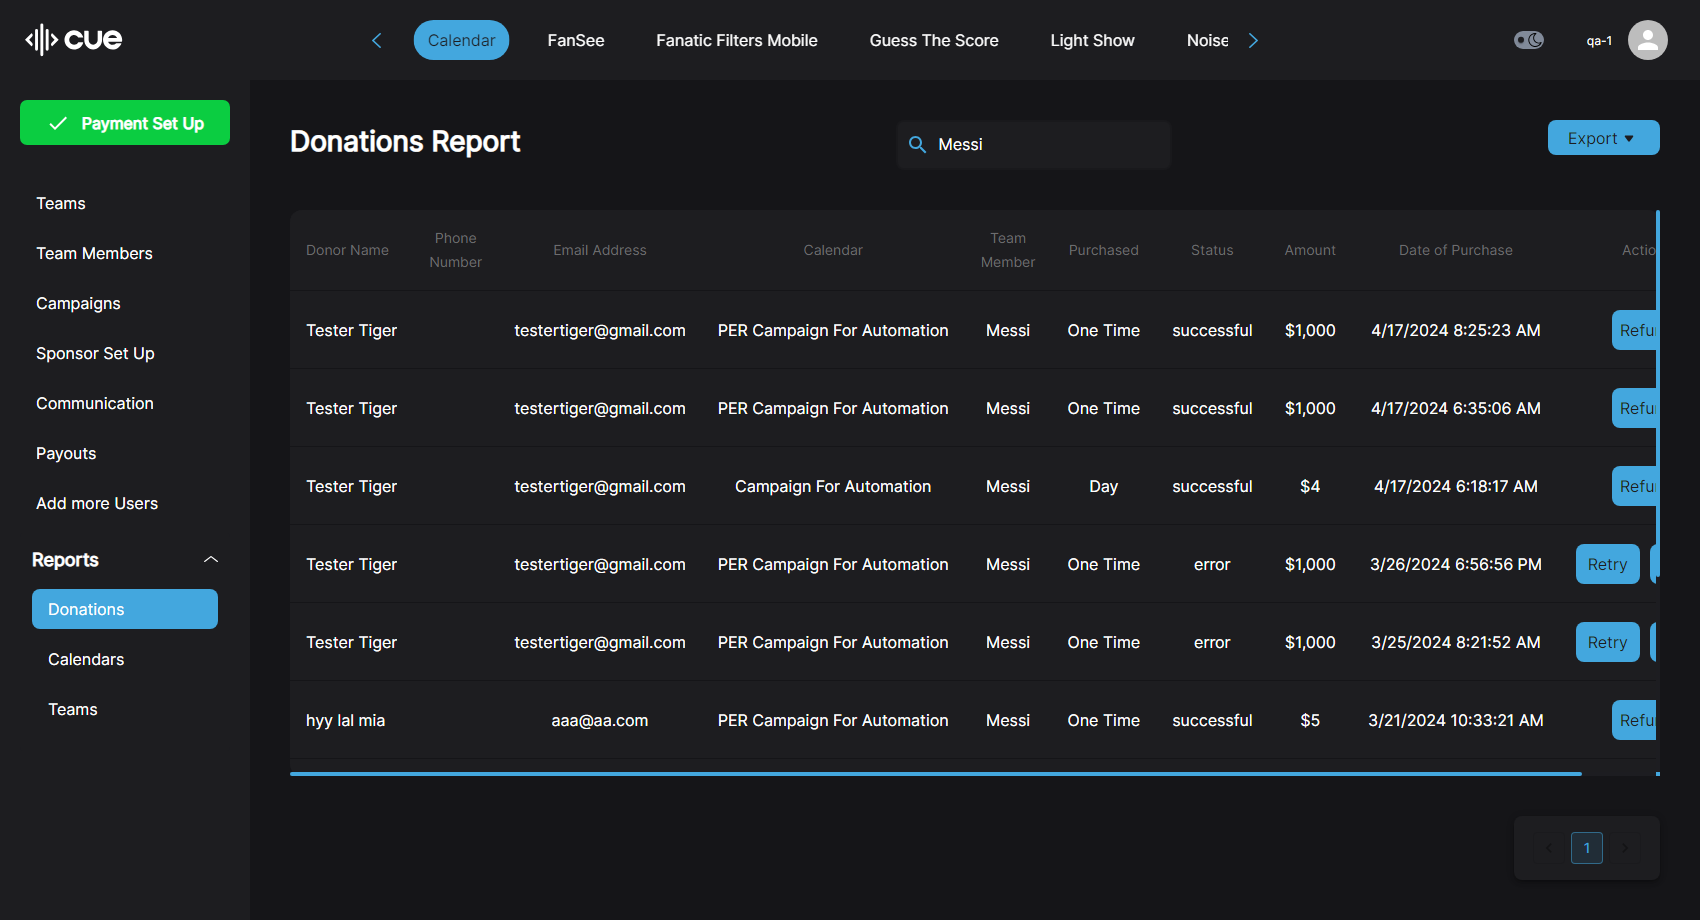 cue
Calendar FanSee Fanatic Filters Mobile Guess The Score Light Show Noise
qa-1
Payment Set Up
Teams
Team Members
Campaigns
Sponsor Set Up
Communication
Payouts
Add more Users
Reports
Donations
Calendars
Teams
Donations Report
Messi
Export
Donor Name Phone Number Email Address Calendar Team Member Purchased Status Amount Date of Purchase Actio
Tester Tiger testertiger@gmail.com PER Campaign For Automation Messi One Time successful $1,000 4/17/2024 8:25:23 AM Refu
Tester Tiger testertiger@gmail.com PER Campaign For Automation Messi One Time successful $1,000 4/17/2024 6:35:06 AM Refu
Tester Tiger testertiger@gmail.com Campaign For Automation Messi Day successful $4 4/17/2024 6:18:17 AM Refu
Tester Tiger testertiger@gmail.com PER Campaign For Automation Messi One Time error $1,000 3/26/2024 6:56:56 PM Retry
Tester Tiger testertiger@gmail.com PER Campaign For Automation Messi One Time error $1,000 3/25/2024 8:21:52 AM Retry
hyy lal mia aaa@aa.com PER Campaign For Automation Messi One Time successful $5 3/21/2024 10:33:21 AM Refu
1